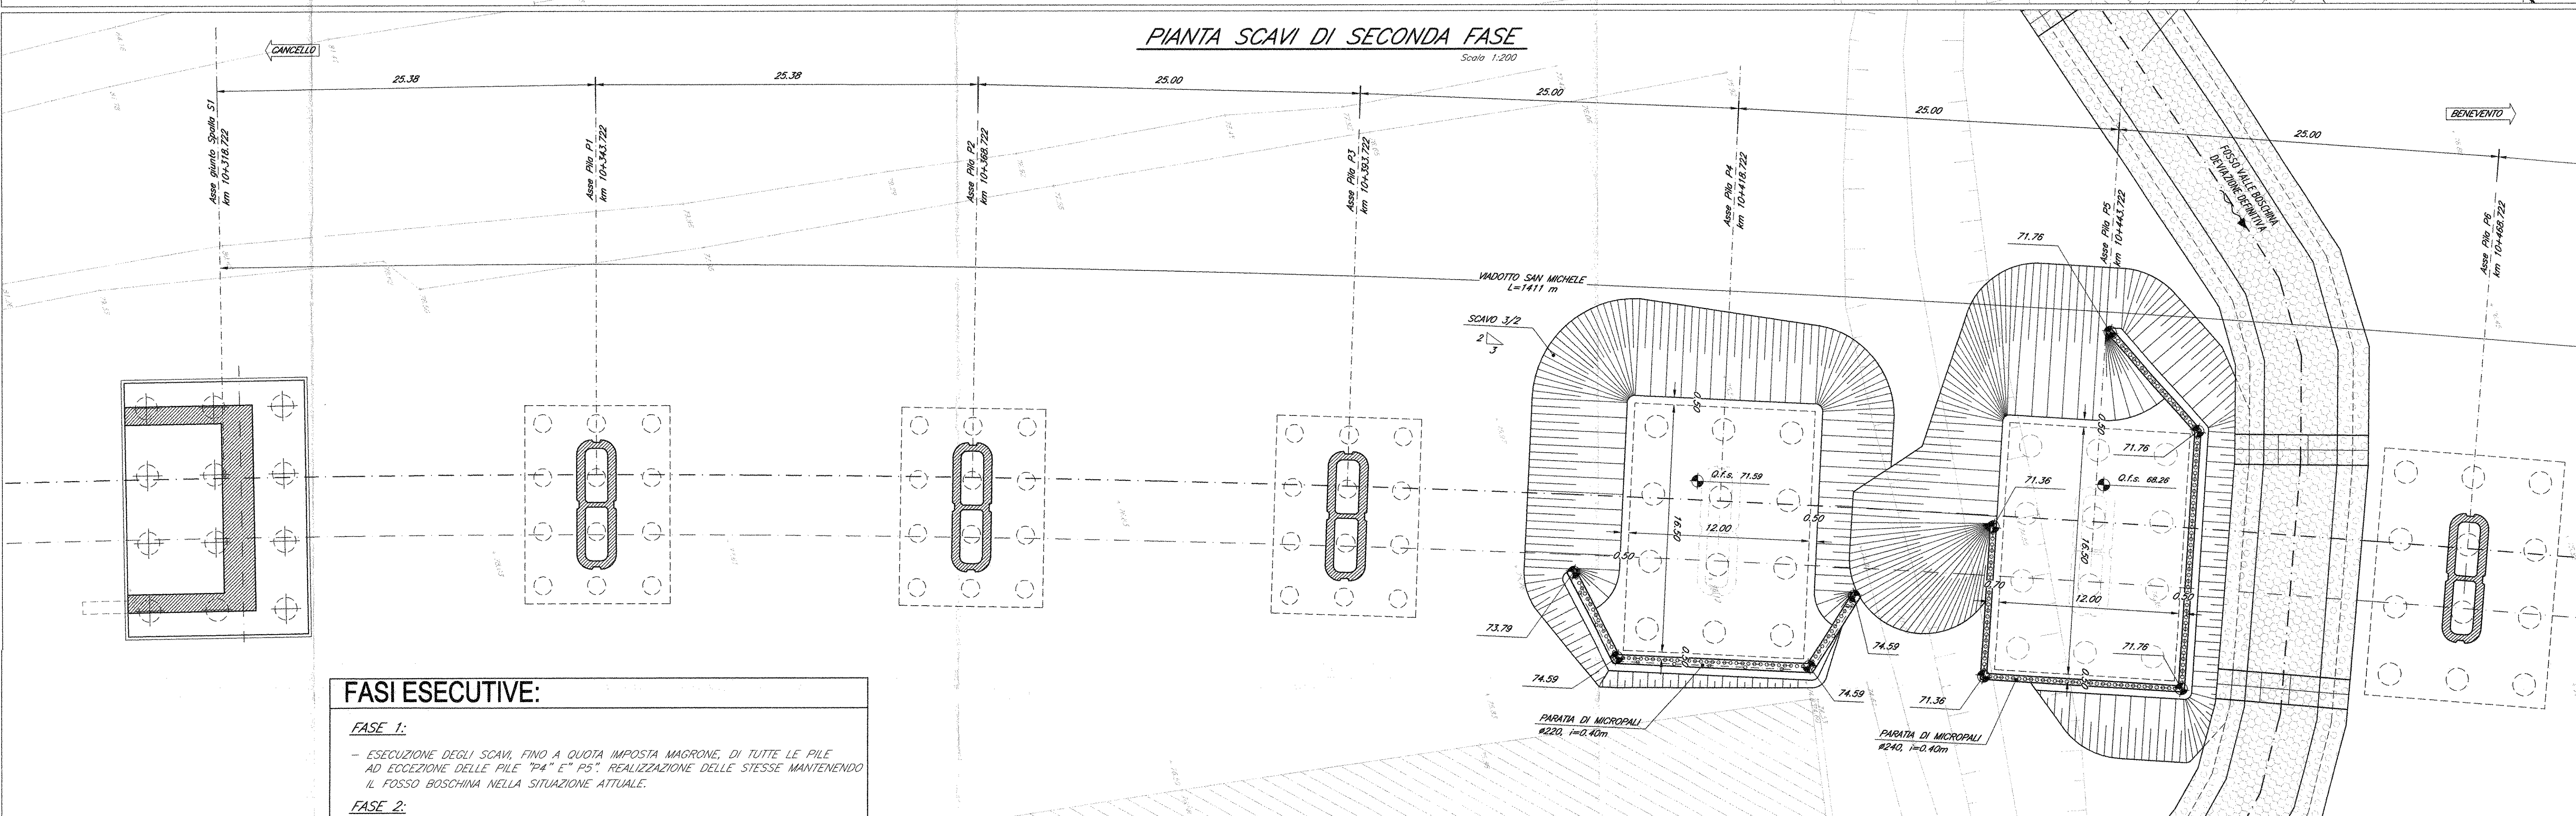 PIANTA SCAVI DI SECONDA FASE
Scala 1:200
CANCELLO
BENEVENTO
25.38
25.38
25.00
25.00
25.00
25.00
Asse giunto Spalla S1
km 10+318.722
Asse Pila P1
km 10+343.722
Asse Pila P2
km 10+368.722
Asse Pila P3
km 10+393.722
Asse Pila P4
km 10+418.722
Asse Pila P5
km 10+443.722
Asse Pila P6
km 10+468.722
FOSSO VALLE BOSCHINA
DEVIAZIONE DEFINITIVA
VIADOTTO SAN MICHELE
L=1411 m
SCAVO 3/2
2
3
0.50
Q.f.s. 71.59
16.50
12.00
0.50
0.50
0.50
73.79
74.59
74.59
74.59
PARATIA DI MICROPALI
ø220, i=0.40m
71.76
0.50
71.76
71.36
Q.f.s. 68.26
16.50
0.70
12.00
0.50
71.76
71.36
PARATIA DI MICROPALI
ø240, i=0.40m
FASI ESECUTIVE:
FASE 1:
- ESECUZIONE DEGLI SCAVI, FINO A QUOTA IMPOSTA MAGRONE, DI TUTTE LE PILE
AD ECCEZIONE DELLE PILE "P4" E" P5". REALIZZAZIONE DELLE STESSE MANTENENDO
IL FOSSO BOSCHINA NELLA SITUAZIONE ATTUALE.
FASE 2: